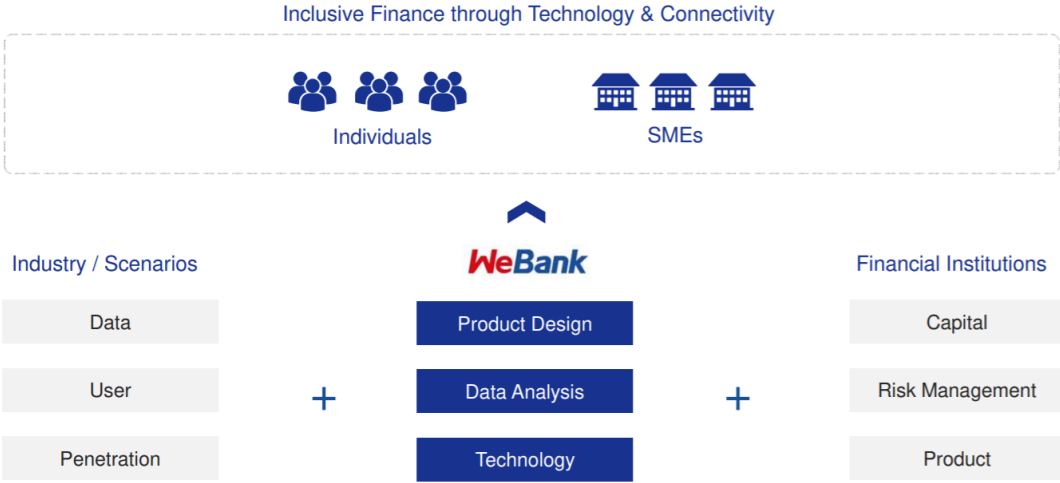 Inclusive Finance through Technology & Connectivity
Individuals
SMEs
WeBank
Industry / Scenarios
Financial Institutions
Data
Product Design
Capital
User
+
Data Analysis
+
Risk Management
Penetration
Technology
Product